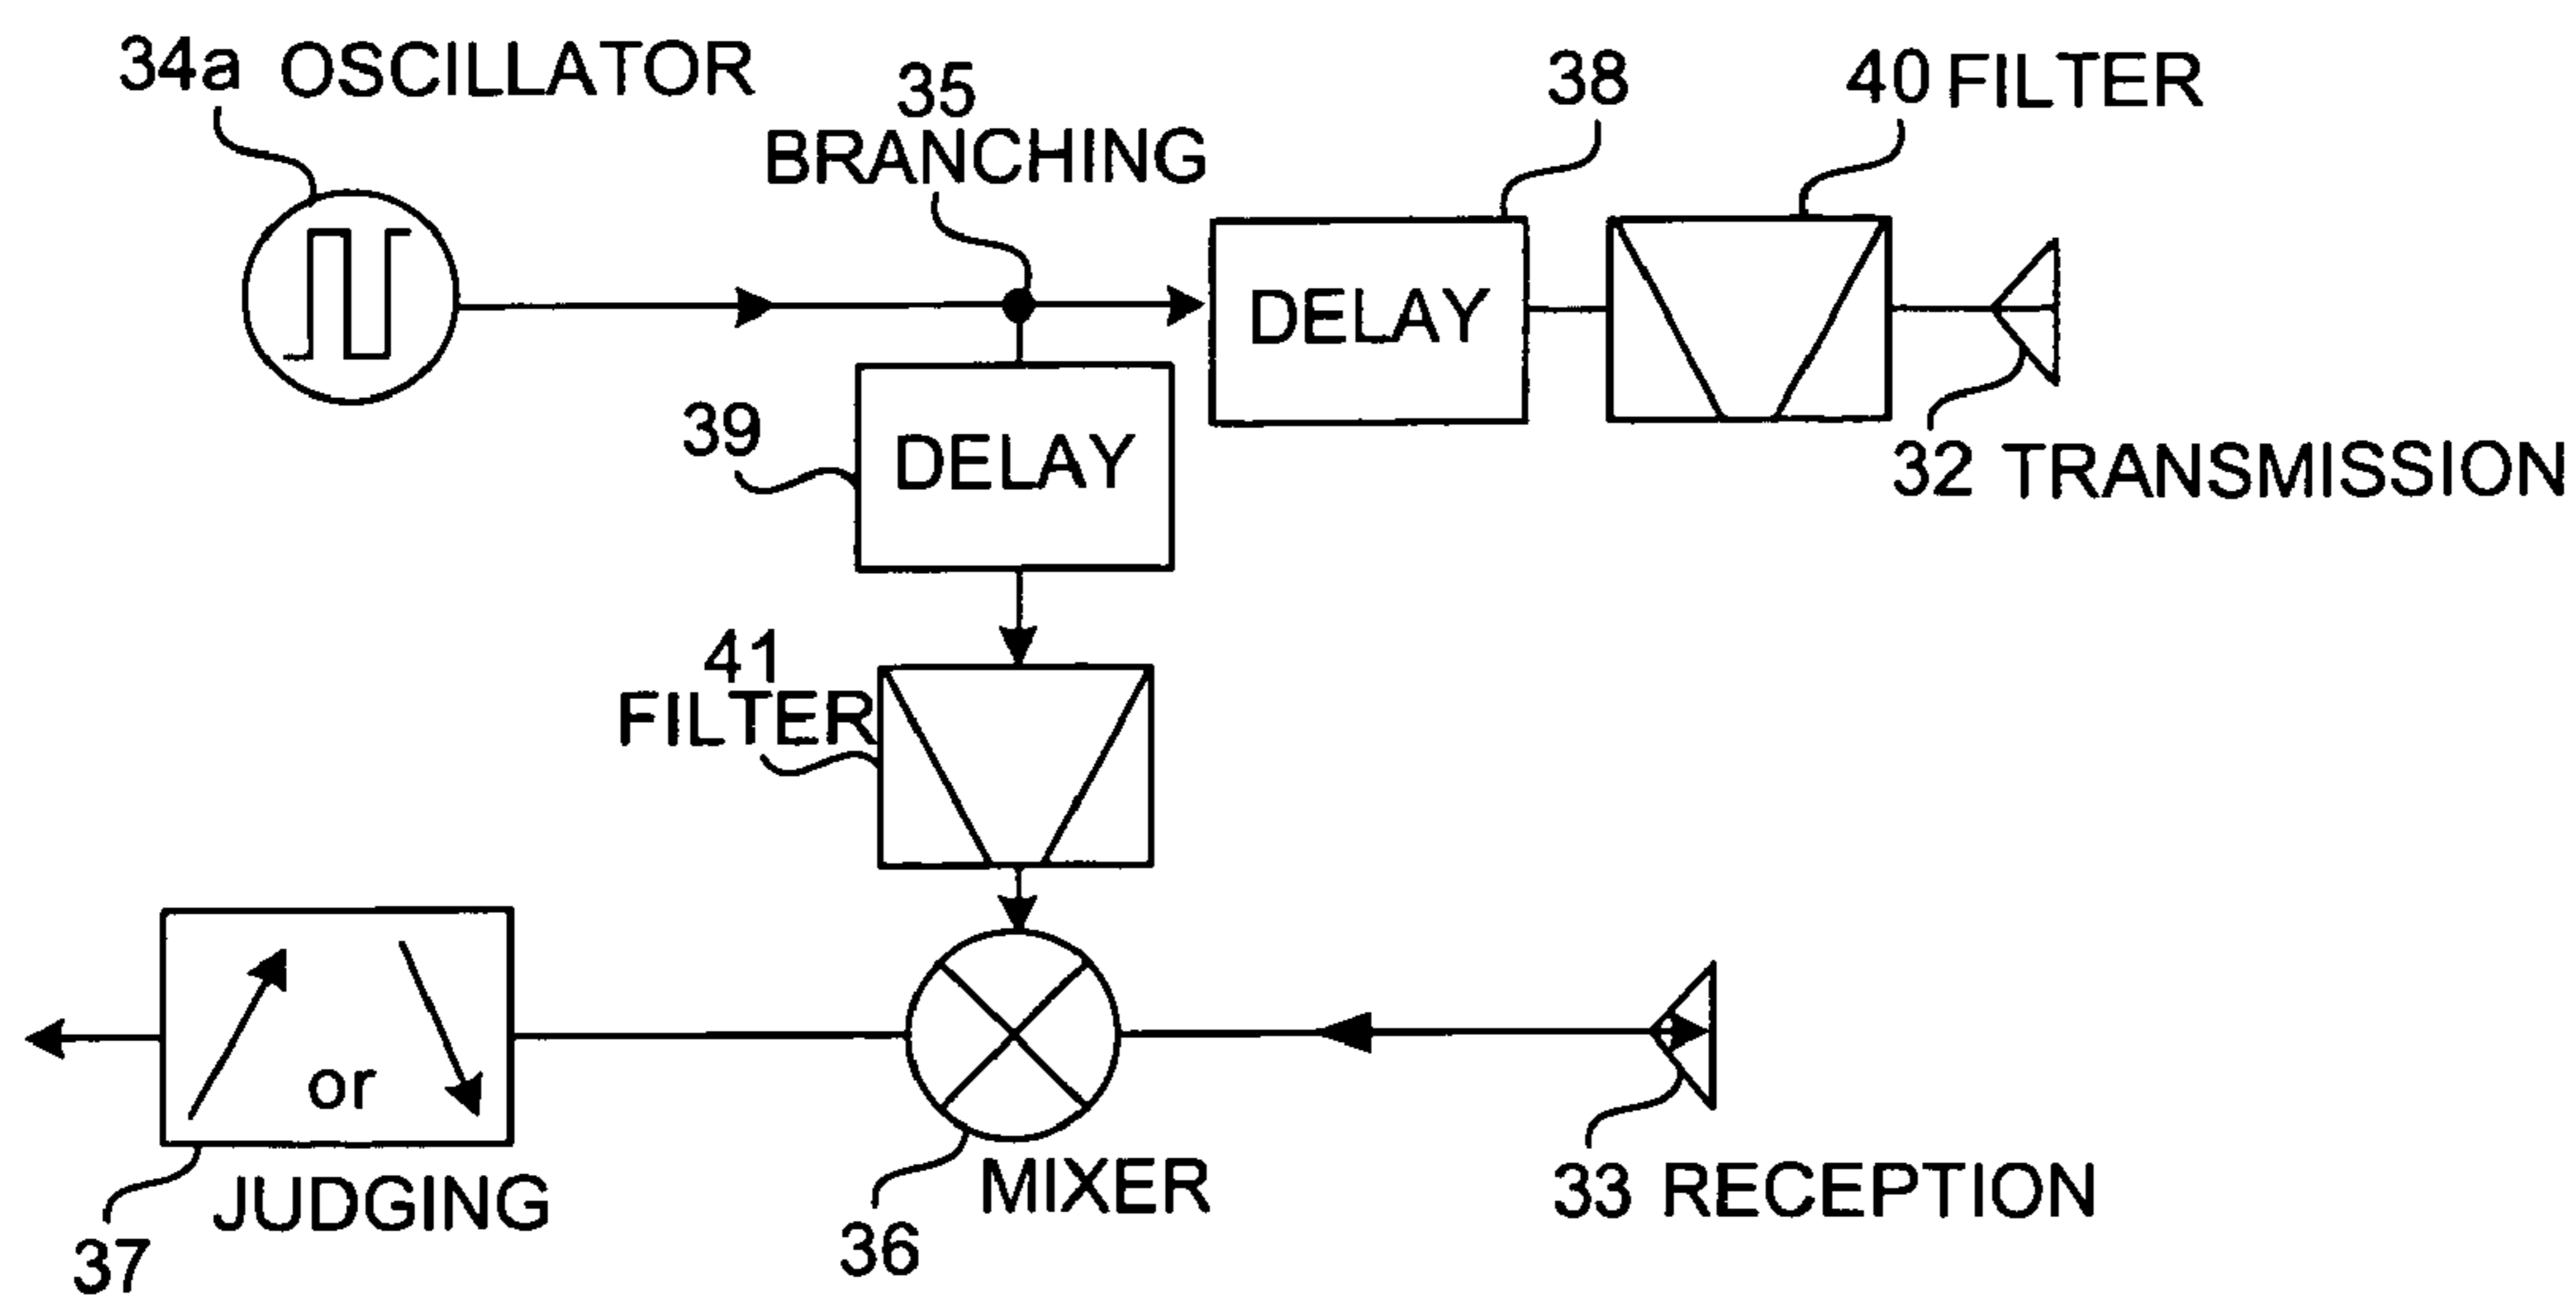 34a OSCILLATOR
35
BRANCHING
38
40 FILTER
DELAY
39
DELAY
32 TRANSMISSION
41
FILTER
or
JUDGING
37
MIXER
36
33 RECEPTION